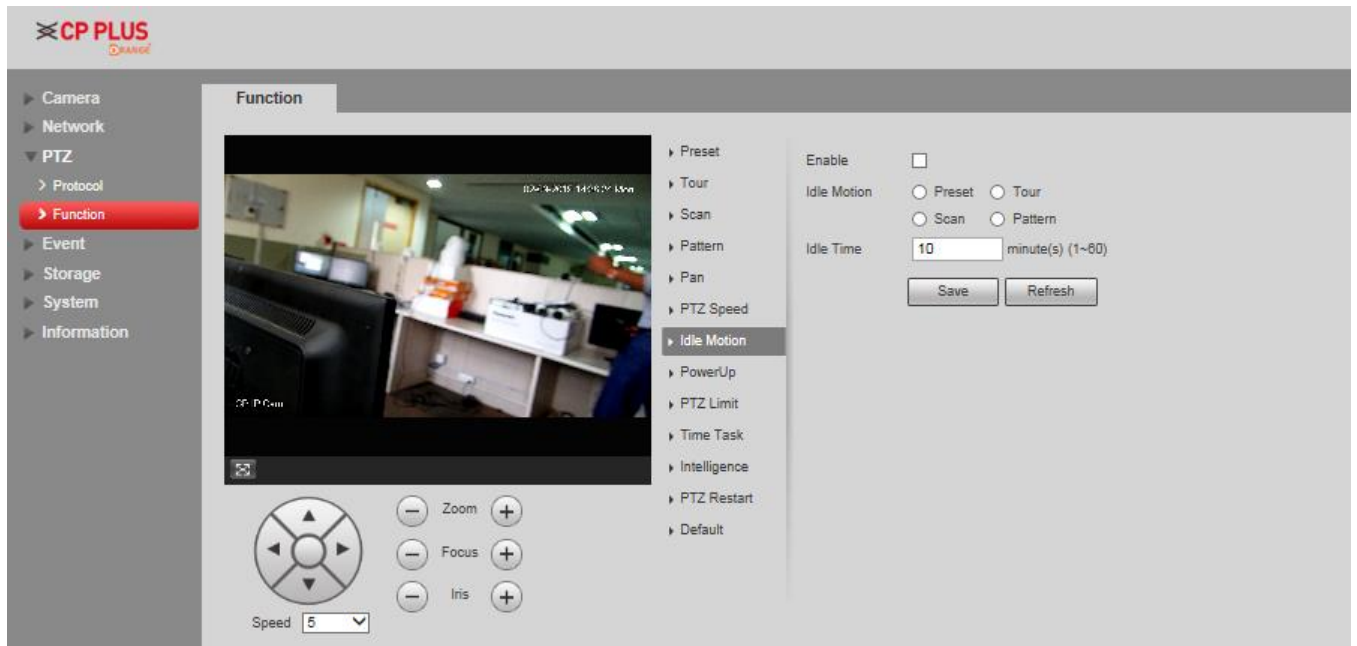 CP PLUS
ORANGE
Camera
Network
PTZ
Protocol
Function
Event
Storage
System
Information
Function
Mon
Preset
Tour
Scan
Pattern
Pan
PTZ Speed
Idle Motion
PowerUp
PTZ Limit
Time Task
Intelligence
PTZ Restart
Default
Enable
Idle Motion Preset Tour
Scan Pattern
Idle Time 10 minute(s) (1~60)
Save Refresh
Zoom
Focus
Iris
Speed 5